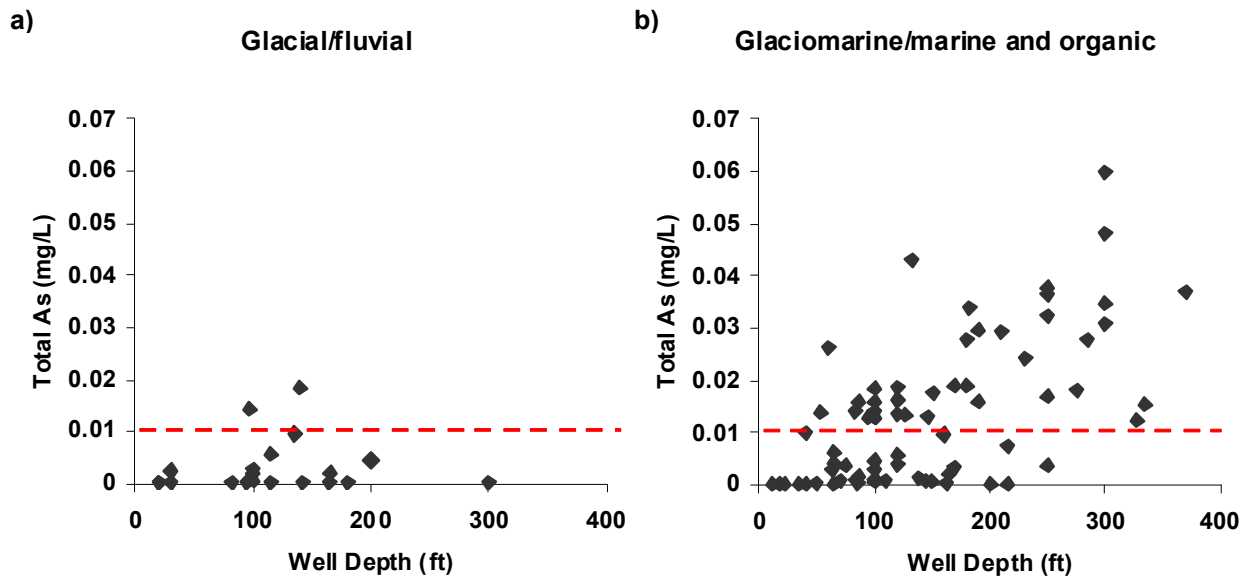 a)
Glacial/fluvial
Total As (mg/L)
0.07
0.06
0.05
0.04
0.03
0.02
0.01
0
0 100 200 300 400
Well Depth (ft)
b)
Glaciomarine/marine and organic
Total As (mg/L)
0.07
0.06
0.05
0.04
0.03
0.02
0.01
0
0 100 200 300 400
Well Depth (ft)